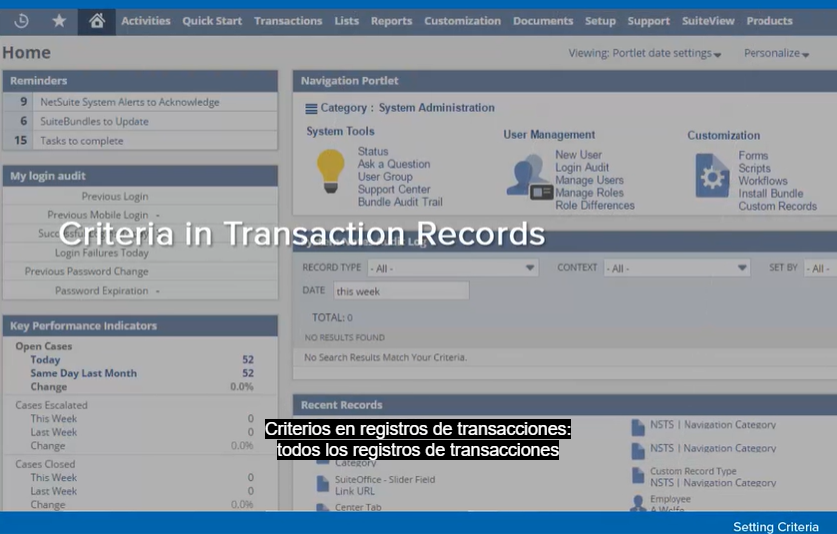 Activities Quick Start Transactions Lists Reports Customization Documents Setup Support SuiteView Products
Home
Viewing: Portlet date settings Personalize
Reminders
9 NetSuite System Alerts to Acknowledge
6 SuiteBundles to Update
15 Tasks to complete
My login audit
Previous Login
Previous Mobile Login -
Login Failures Today
Previous Password Change
Password Expiration -
Key Performance Indicators
Open Cases
Today 52
Same Day Last Month 52
Change 0.0%
Cases Escalated
This Week 0
Last Week 0
Change 0.0%
Cases Closed
This Week 0
Last Week 0
Change 0.0%
Navigation Portlet
Category : System Administration
System Tools
Status
Ask a Question
User Group
Support Center
Bundle Audit Trail
User Management
New User
Login Audit
Manage Users
Manage Roles
Role Differences
Customization
Forms
Scripts
Workflows
Install Bundle
Custom Records
Criteria in Transaction Records
RECORD TYPE - All - CONTEXT - All - SET BY - All -
DATE this week
TOTAL: 0
NO RESULTS FOUND
No Search Results Match Your Criteria.
Recent Records
Criterios en registros de transacciones:
todos los registros de transacciones
Category
SuiteOffice - Slider Field
Link URL
Center Tab
NSTS | Navigation Category
NSTS | Navigation Category
Custom Record Type
NSTS | Navigation Category
Employee
A Wolfe
Setting Criteria